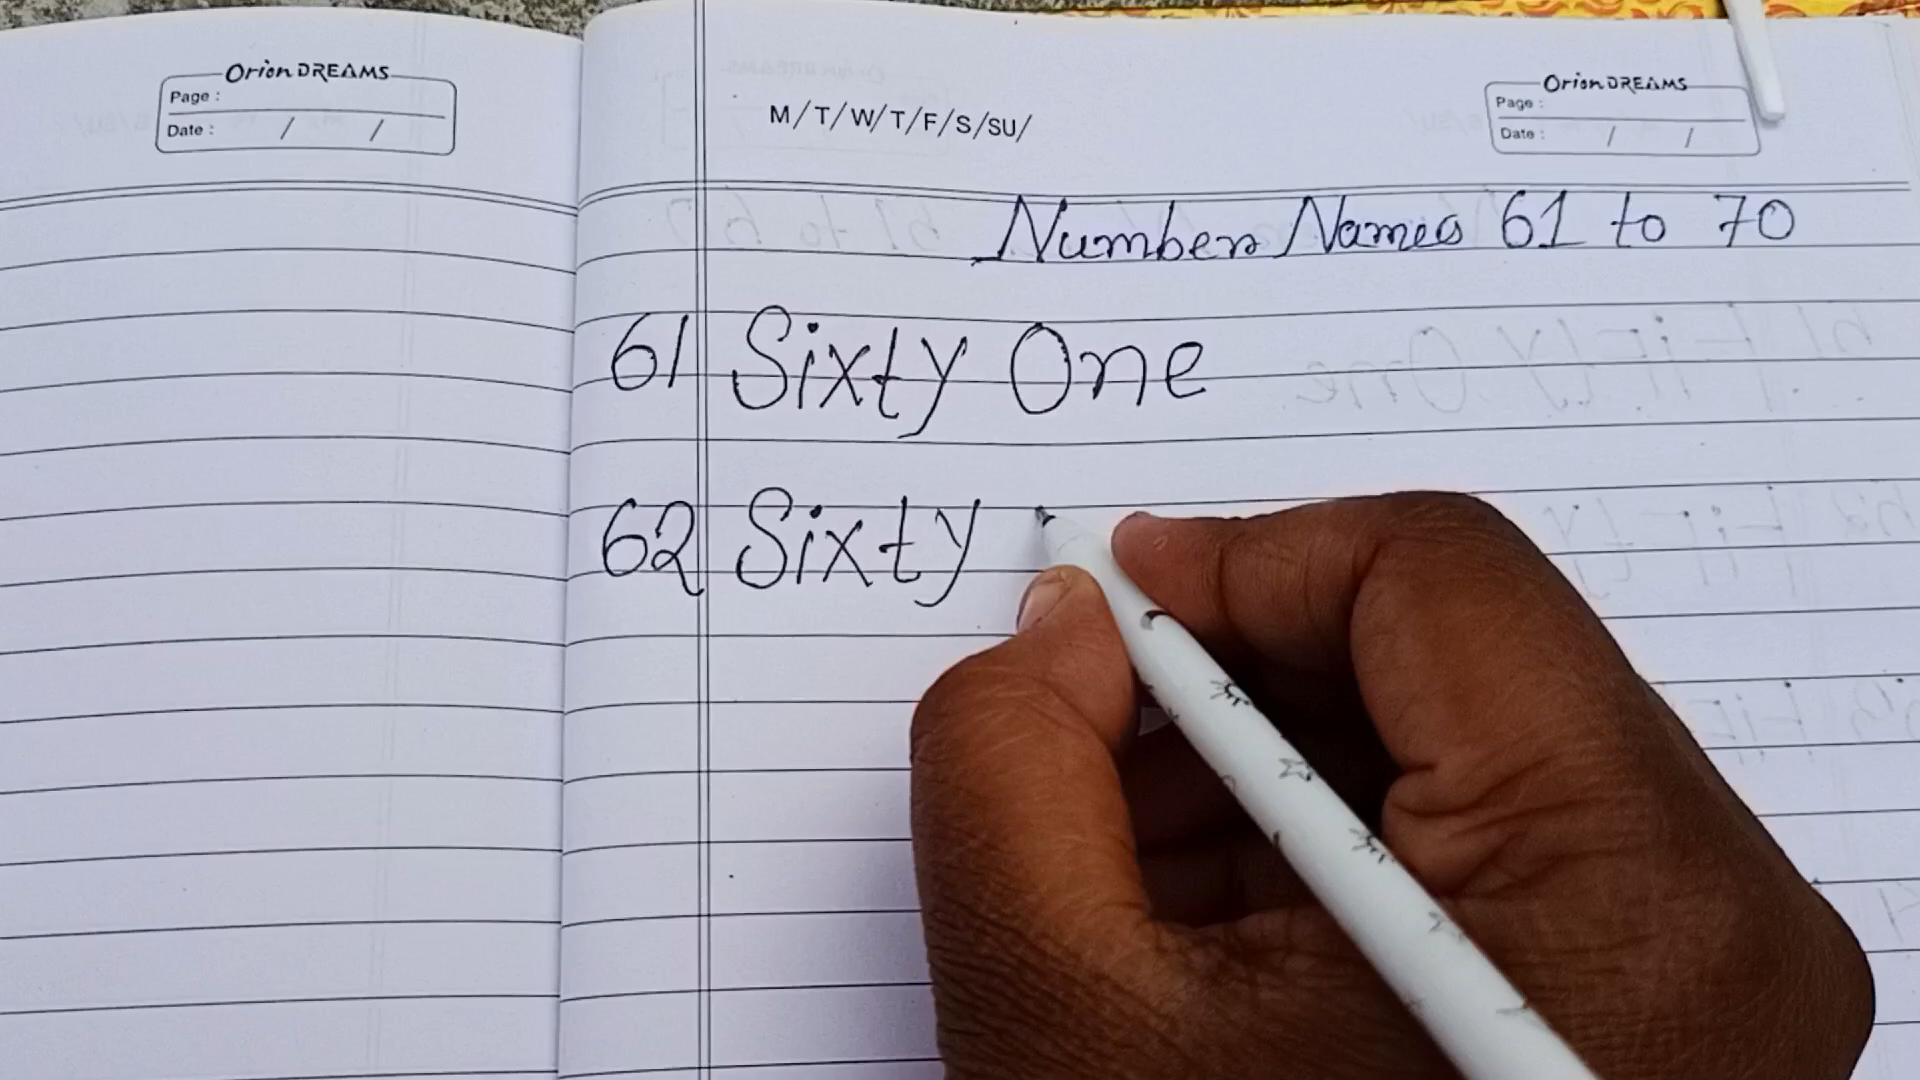 Orion DREAMS
Page :
Date : / /
M/T/W/T/F/S/SU/
Orion DREAMS
Page :
Date : / /
Number Names 61 to 70
61 Sixty One
62 Sixty